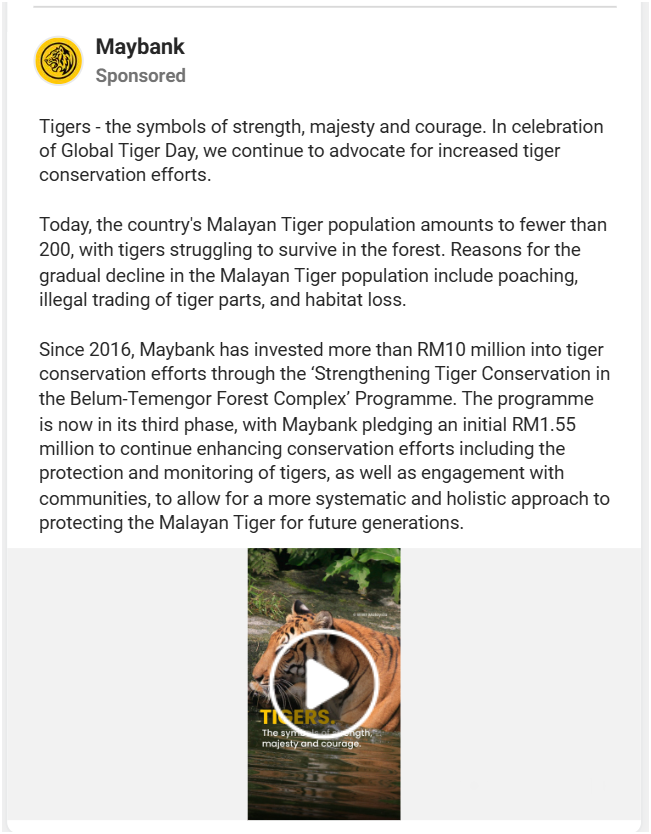 Maybank
Sponsored
Tigers - the symbols of strength, majesty and courage. In celebration
of Global Tiger Day, we continue to advocate for increased tiger
conservation efforts.
Today, the country's Malayan Tiger population amounts to fewer than
200, with tigers struggling to survive in the forest. Reasons for the
gradual decline in the Malayan Tiger population include poaching,
illegal trading of tiger parts, and habitat loss.
Since 2016, Maybank has invested more than RM10 million into tiger
conservation efforts through the ‘Strengthening Tiger Conservation in
the Belum-Temengor Forest Complex’ Programme. The programme
is now in its third phase, with Maybank pledging an initial RM1.55
million to continue enhancing conservation efforts including the
protection and monitoring of tigers, as well as engagement with
communities, to allow for a more systematic and holistic approach to
protecting the Malayan Tiger for future generations.
TIGERS.
The symbols of strength,
majesty and courage.